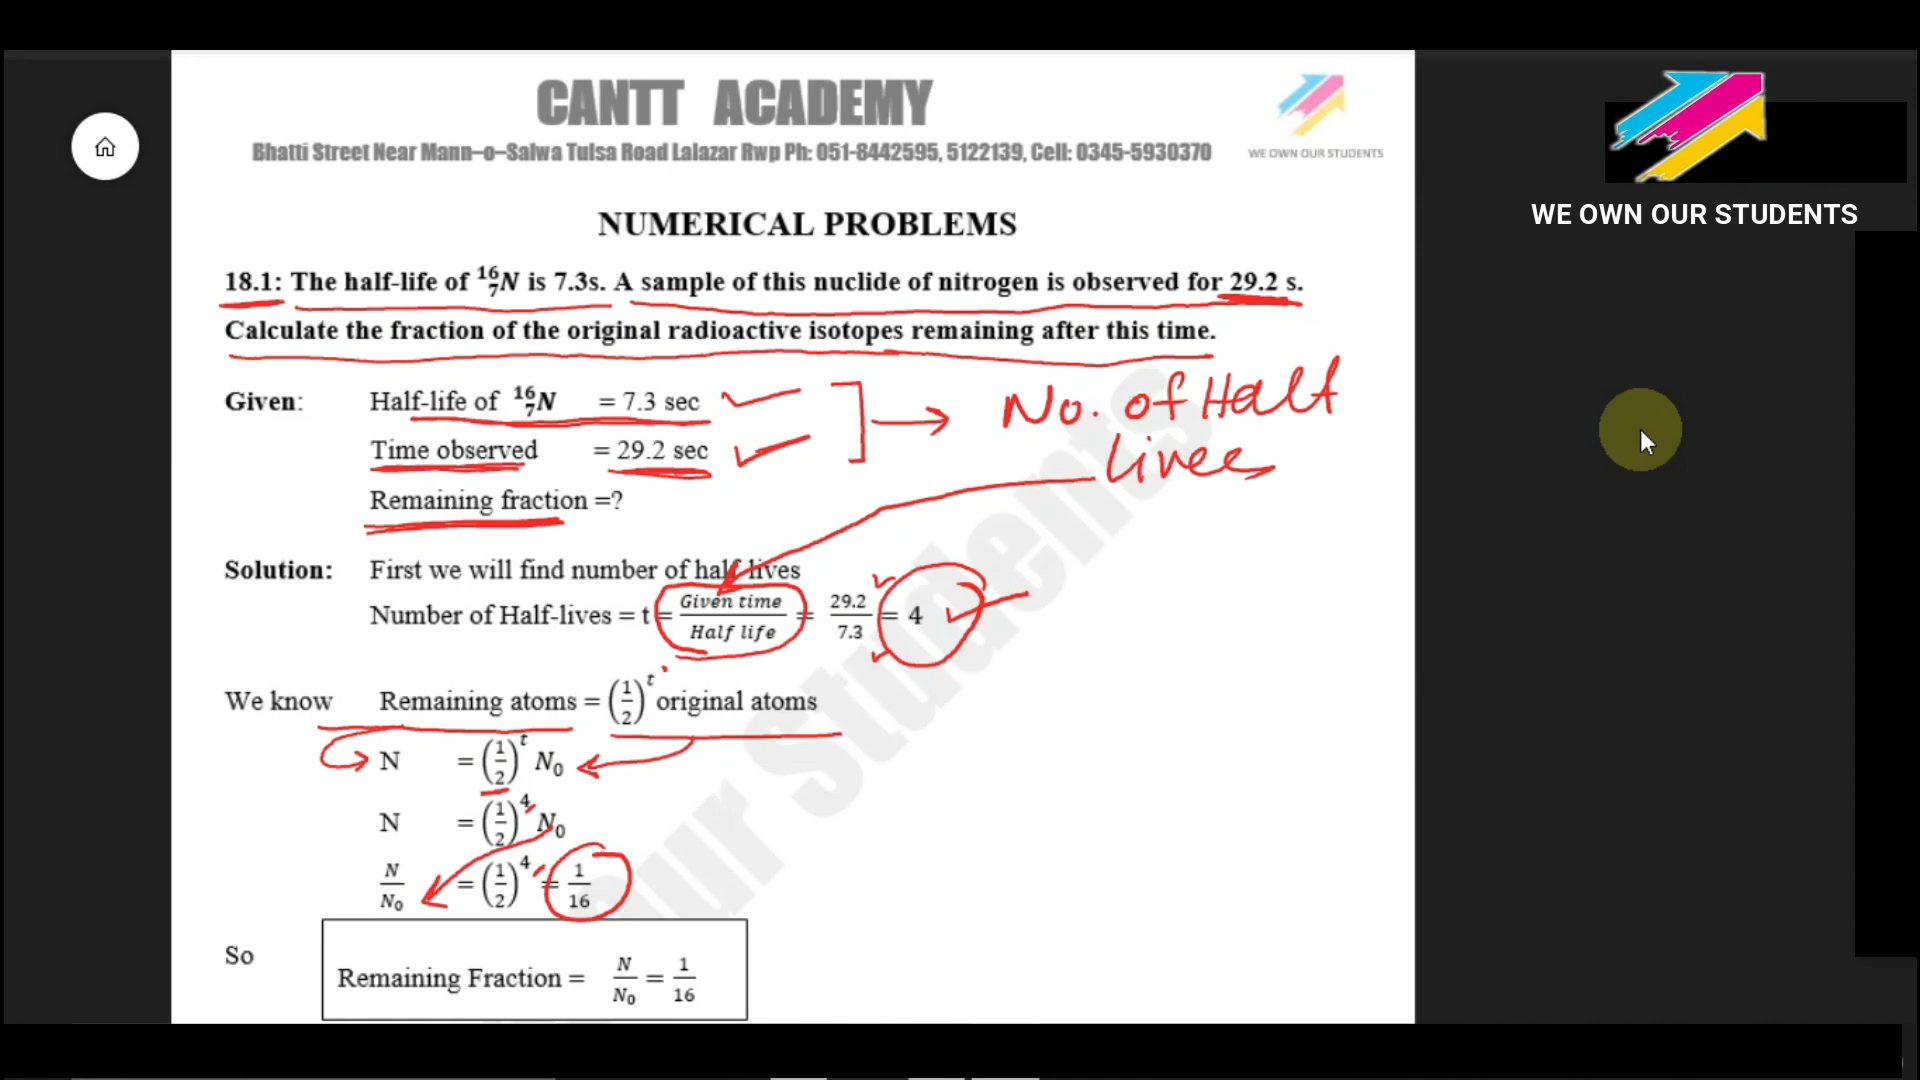 CANTT ACADEMY
Bhatti Street Near Mann-o-Salwa Tulsa Road Lalazar Rwp Ph: 051-8442595, 5122139, Cell: 0345-5930370
WE OWN OUR STUDENTS
WE OWN OUR STUDENTS
NUMERICAL PROBLEMS
18.1: The half-life of ¹⁶₇N is 7.3s. A sample of this nuclide of nitrogen is observed for 29.2 s.
Calculate the fraction of the original radioactive isotopes remaining after this time.
Given: Half-life of ¹⁶₇N = 7.3 sec
No. of Half
Time observed = 29.2 sec
Lives
Remaining fraction =?
Solution: First we will find number of half lives
Number of Half-lives = t = Given time / Half life = 29.2 / 7.3 = 4
We know Remaining atoms = (1/2)^t original atoms
N = (1/2)^t N₀
N = (1/2)^4 N₀
N/N₀ = (1/2)^4 = 1/16
So Remaining Fraction = N/N₀ = 1/16
our Students